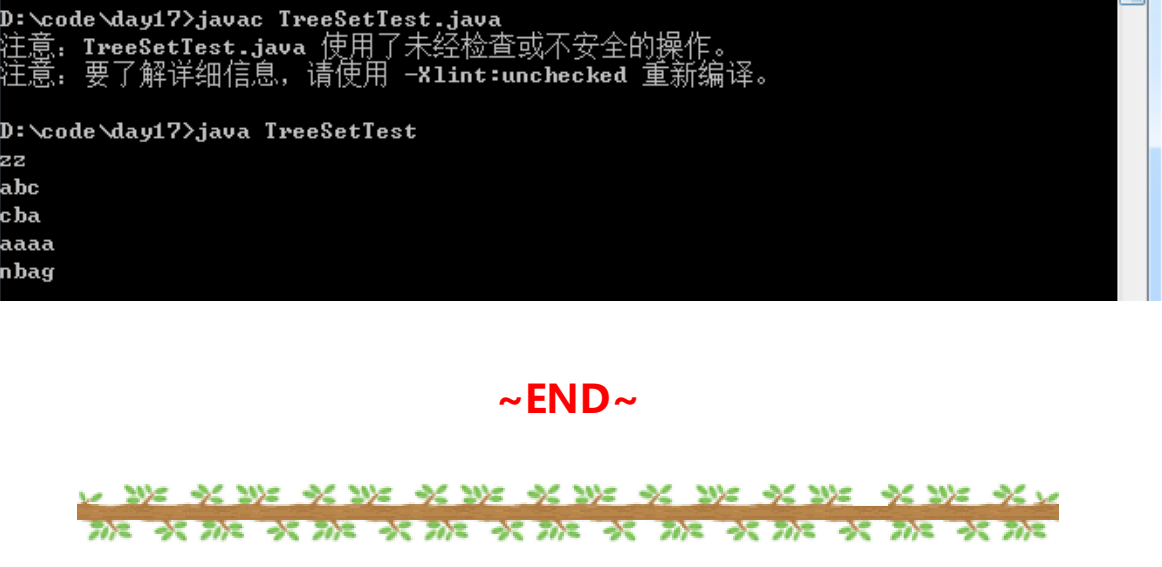 D:\code\day17>javac TreeSetTest.java
注意: TreeSetTest.java 使用了未经检查或不安全的操作。
注意: 要了解详细信息, 请使用 -Xlint:unchecked 重新编译。
D:\code\day17>java TreeSetTest
zz
abc
cba
aaaa
nbag
~END~